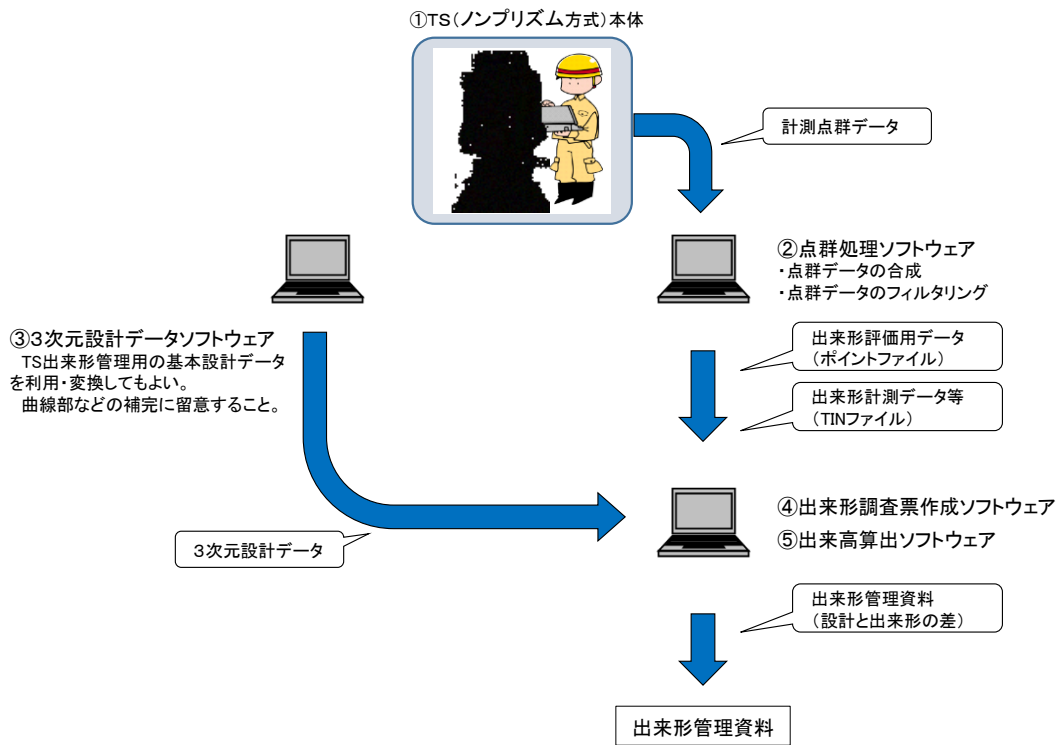 ①TS(ノンプリズム方式)本体
計測点群データ
②点群処理ソフトウェア
・点群データの合成
・点群データのフィルタリング
③3次元設計データソフトウェア
TS出来形管理用の基本設計データ
を利用・変換してもよい。
曲線部などの補完に留意すること。
出来形評価用データ
(ポイントファイル)
出来形計測データ等
(TINファイル)
④出来形調査票作成ソフトウェア
⑤出来高算出ソフトウェア
3次元設計データ
出来形管理資料
(設計と出来形の差)
出来形管理資料